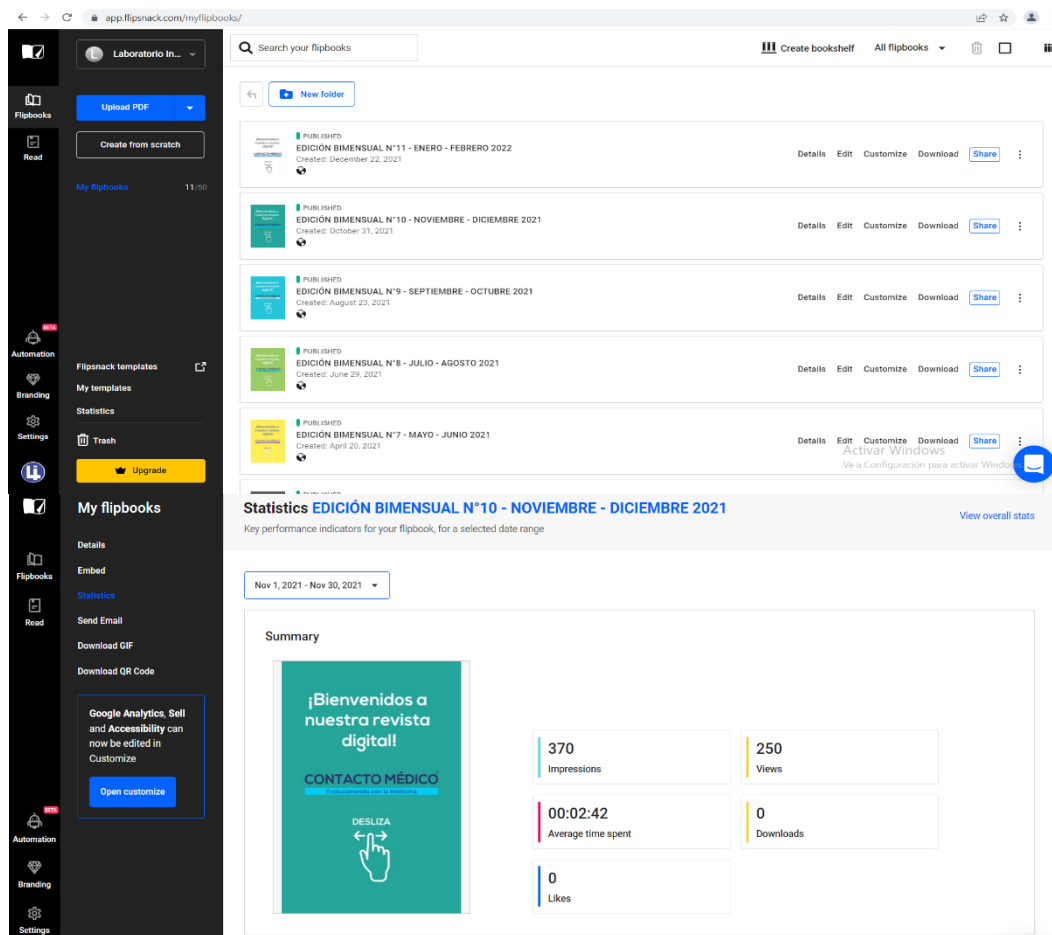 app.flipsnack.com/myflipbooks/
L
Laboratorio In...
Search your flipbooks
Create bookshelf
All flipbooks
Flipbooks
Read
Upload PDF
Create from scratch
My flipbooks
11/50
New folder
PUBLISHED
EDICIÓN BIMENSUAL N°11 - ENERO - FEBRERO 2022
Created: December 22, 2021
Details Edit Customize Download Share
PUBLISHED
EDICIÓN BIMENSUAL N°10 - NOVIEMBRE - DICIEMBRE 2021
Created: October 31, 2021
Details Edit Customize Download Share
PUBLISHED
EDICIÓN BIMENSUAL N°9 - SEPTIEMBRE - OCTUBRE 2021
Created: August 23, 2021
Details Edit Customize Download Share
PUBLISHED
EDICIÓN BIMENSUAL N°8 - JULIO - AGOSTO 2021
Created: June 29, 2021
Details Edit Customize Download Share
PUBLISHED
EDICIÓN BIMENSUAL N°7 - MAYO - JUNIO 2021
Created: April 20, 2021
Details Edit Customize Download Share
BETA
Automation
Branding
Settings
Flipsnack templates
My templates
Statistics
Trash
Upgrade
Activar Windows
Ve a Configuración para activar Windows
My flipbooks
Details
Embed
Statistics
Send Email
Download GIF
Download QR Code
Flipbooks
Read
Google Analytics, Sell
and Accessibility can
now be edited in
Customize
Open customize
BETA
Automation
Branding
Settings
Statistics EDICIÓN BIMENSUAL N°10 - NOVIEMBRE - DICIEMBRE 2021
Key performance indicators for your flipbook, for a selected date range
View overall stats
Nov 1, 2021 - Nov 30, 2021
Summary
¡Bienvenidos a
nuestra revista
digital!
CONTACTO MÉDICO
Evolucionando con la Medicina
DESLIZA
370
Impressions
250
Views
00:02:42
Average time spent
0
Downloads
0
Likes